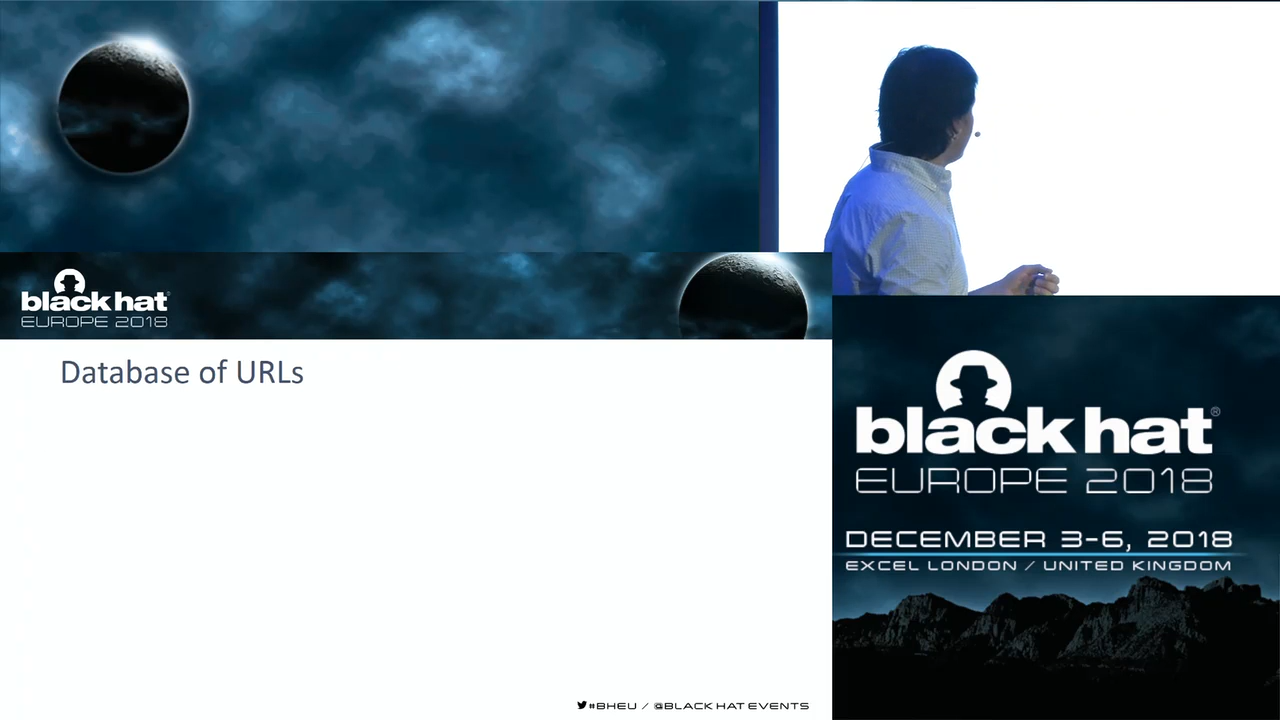 black hat®
EUROPE 2018
Database of URLs
#BHEU / @BLACK HAT EVENTS
black hat®
EUROPE 2018
DECEMBER 3-6, 2018
EXCEL LONDON / UNITED KINGDOM